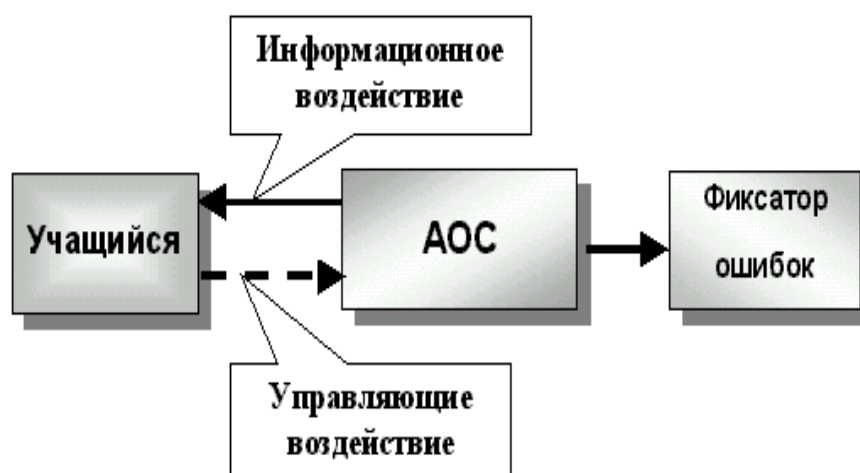 Информационное
воздействие
Учащийся
АОС
Фиксатор
ошибок
Управляющие
воздействие